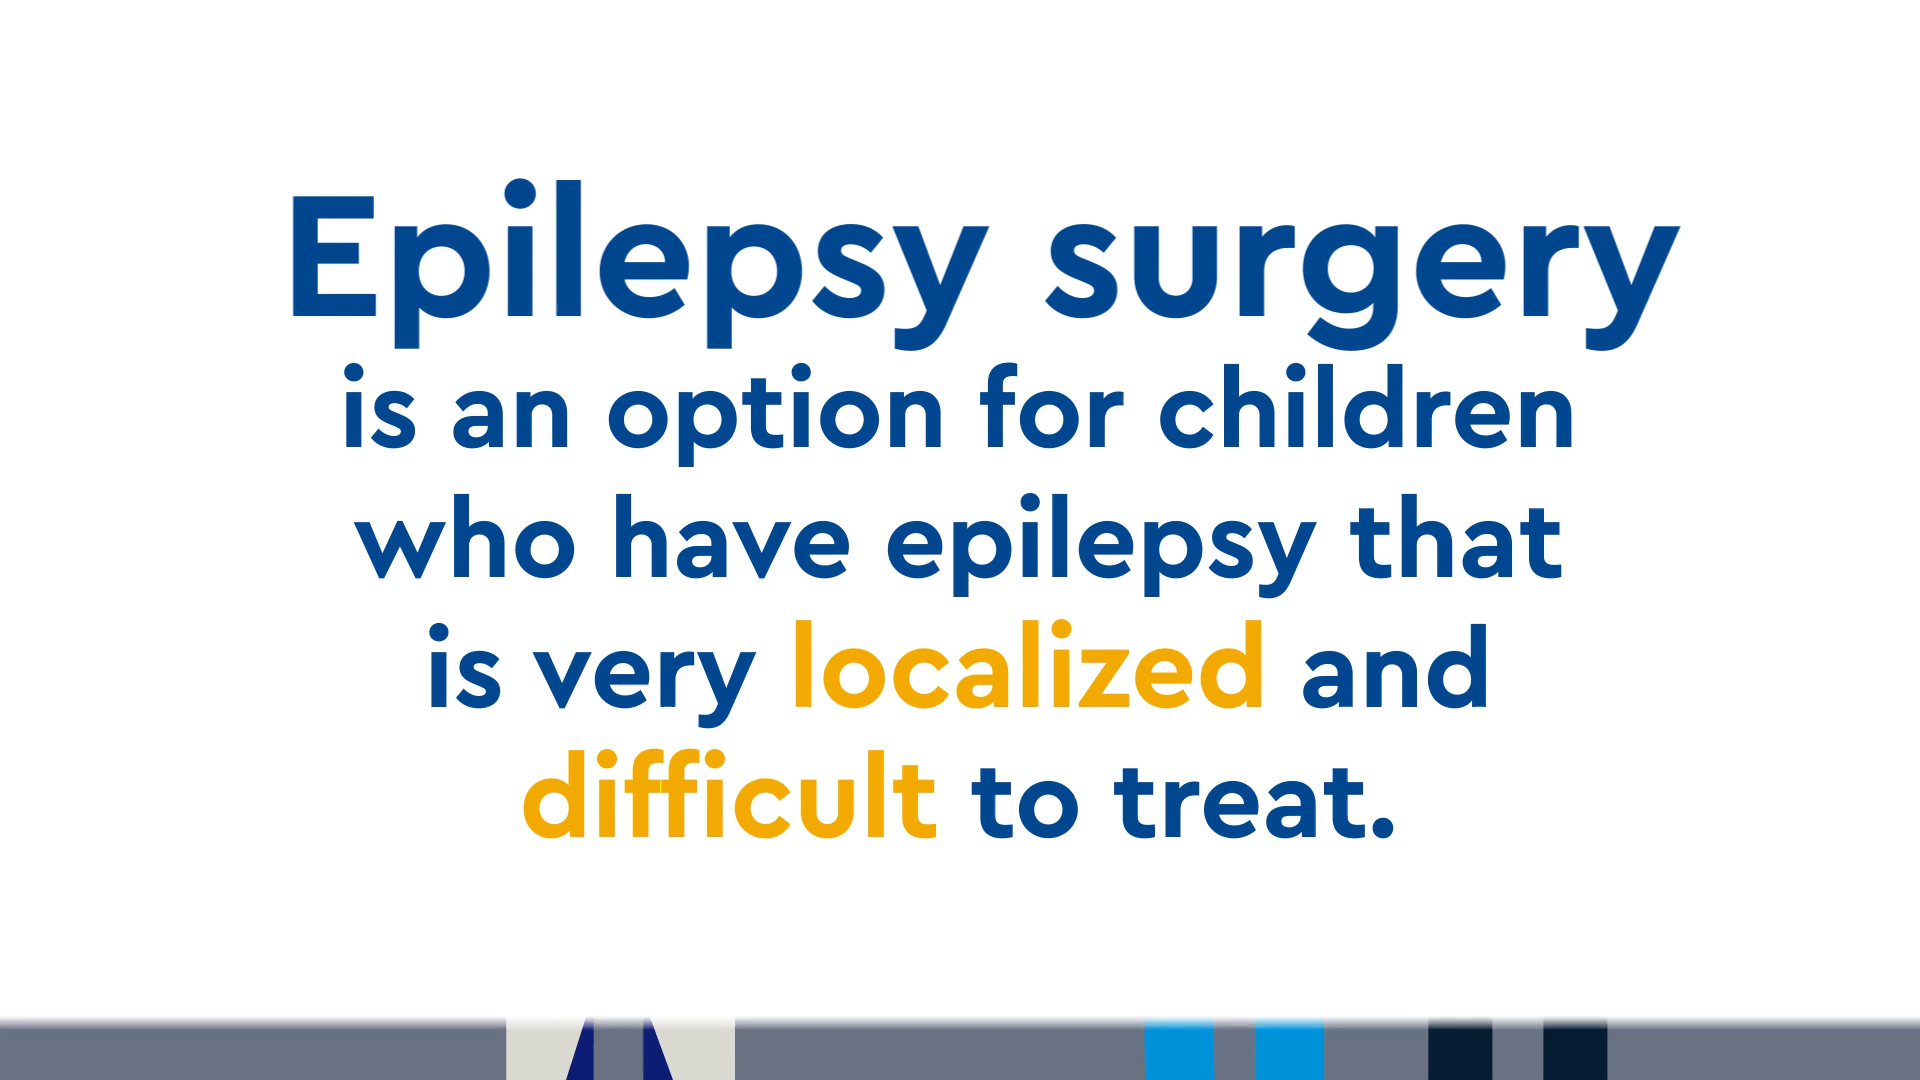 Epilepsy surgery
is an option for children
who have epilepsy that
is very localized and
difficult to treat.